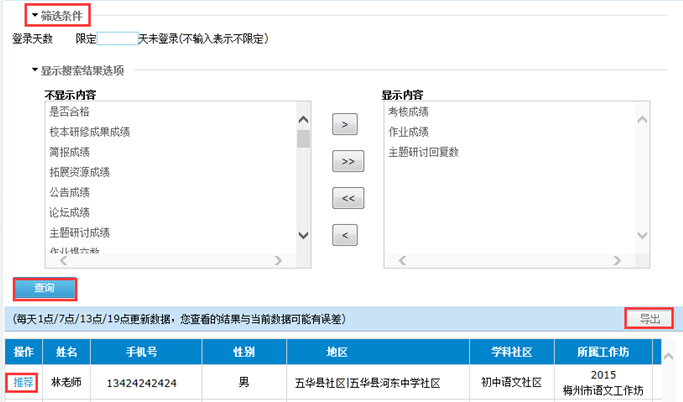 筛选条件
登录天数 限定 天未登录(不输入表示不限定)
显示搜索结果选项
不显示内容 显示内容
是否合格
校本研修成果成绩
简报成绩
拓展资源成绩
公告成绩
论坛成绩
主题研讨成绩
作业提交数
>
>>
<<
<
考核成绩
作业成绩
主题研讨回复数
查询
(每天1点/7点/13点/19点更新数据，您查看的结果与当前数据可能有误差) 导出
操作 姓名 手机号 性别 地区 学科社区 所属工作坊
推荐 林老师 13424242424 男 五华县社区|五华县河东中学社区 初中语文社区 2015
梅州市语文工作坊